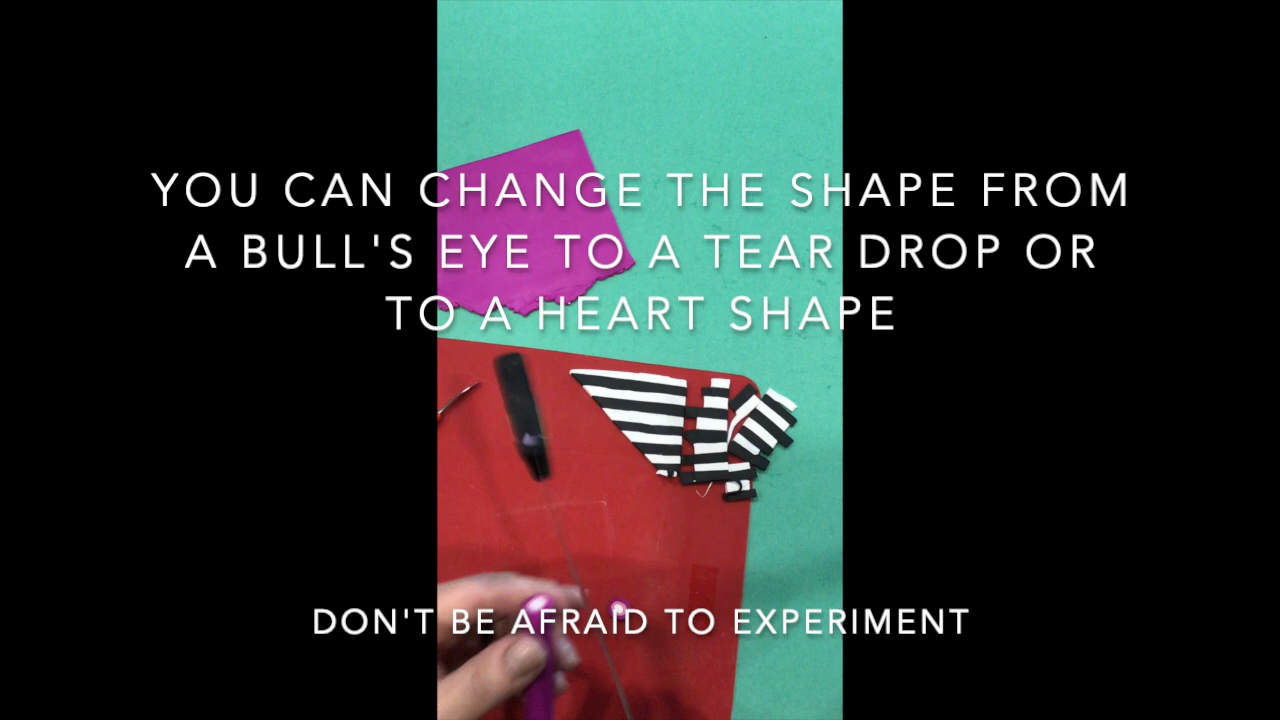 YOU CAN CHANGE THE SHAPE FROM
A BULL'S EYE TO A TEAR DROP OR
TO A HEART SHAPE
DON'T BE AFRAID TO EXPERIMENT